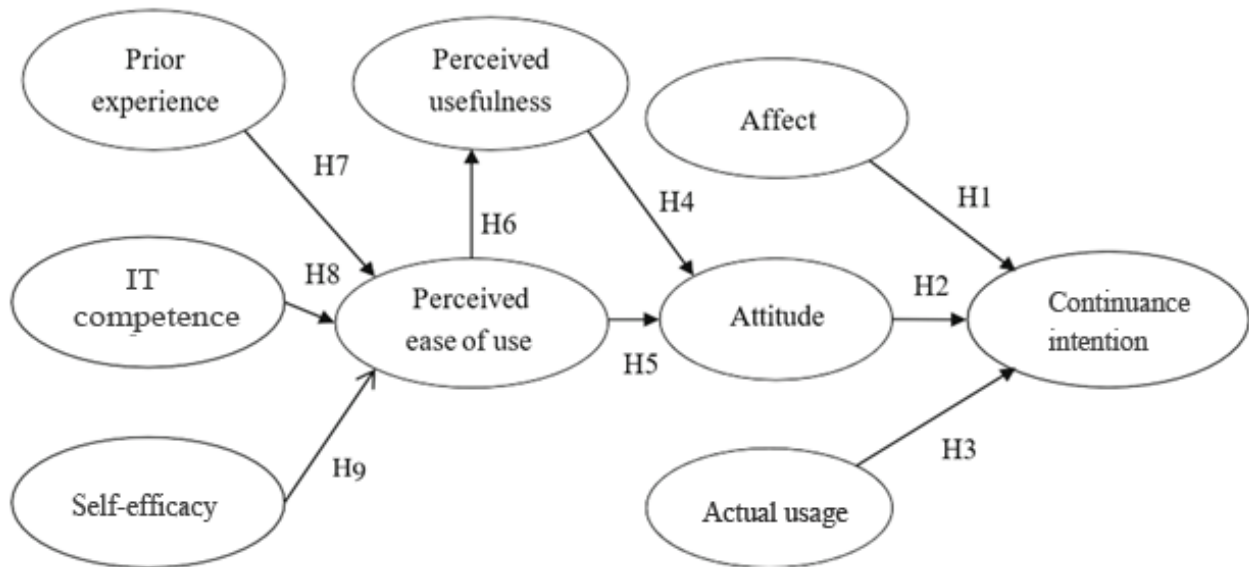 Prior
experience
Perceived
usefulness
Affect
H7
H4
H1
H6
IT
competence
H8
Perceived
ease of use
H5
Attitude
H2
Continuance
intention
H9
H3
Self-efficacy
Actual usage